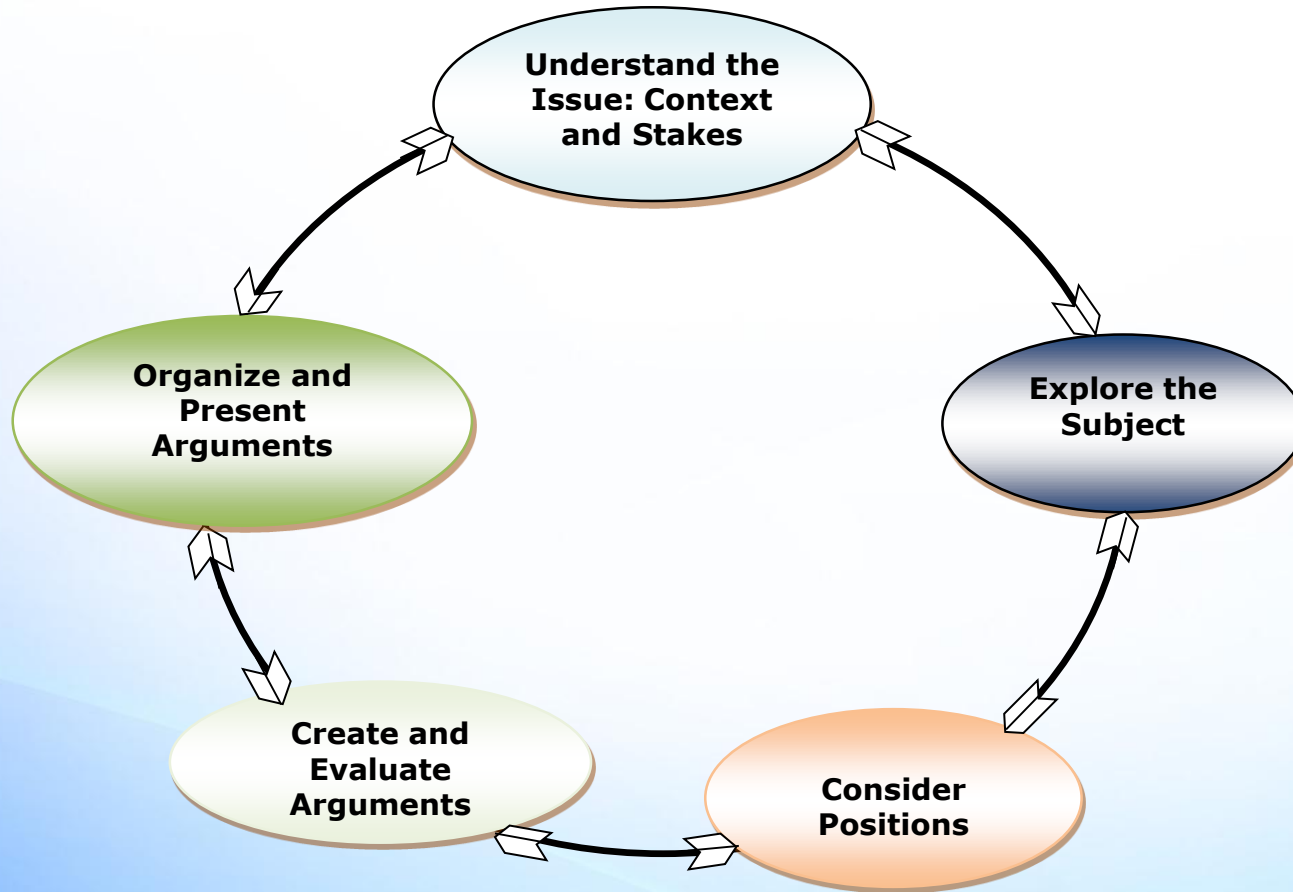 Understand the
Issue: Context
and Stakes
Explore the
Subject
Consider
Positions
Create and
Evaluate
Arguments
Organize and
Present
Arguments